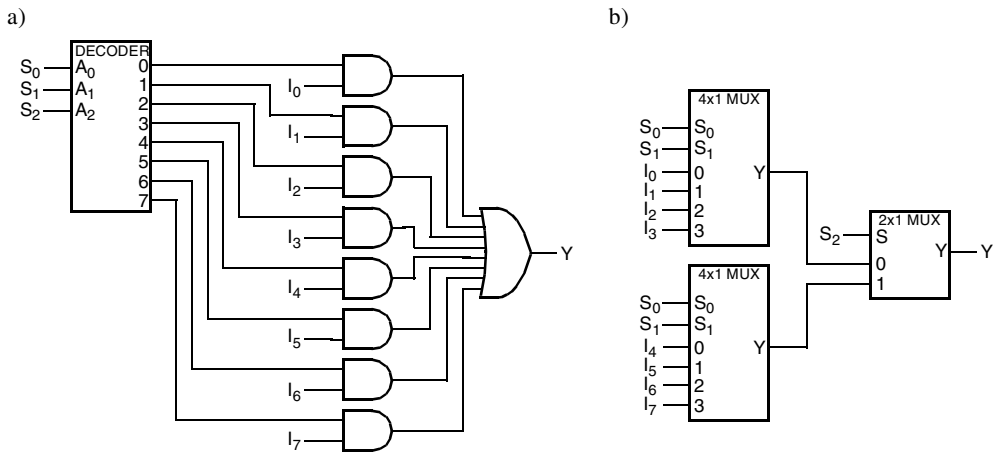 a)
DECODER
S₀ A₀ 0
S₁ A₁ 1
S₂ A₂ 2
3
4
5
6
7
I₀
I₁
I₂
I₃
I₄
I₅
I₆
I₇
Y
b)
4x1 MUX
S₀ S₀
S₁ S₁
I₀ 0 Y
I₁ 1
I₂ 2
I₃ 3
4x1 MUX
S₀ S₀
S₁ S₁
I₄ 0 Y
I₅ 1
I₆ 2
I₇ 3
2x1 MUX
S₂ S
Y Y
0
1